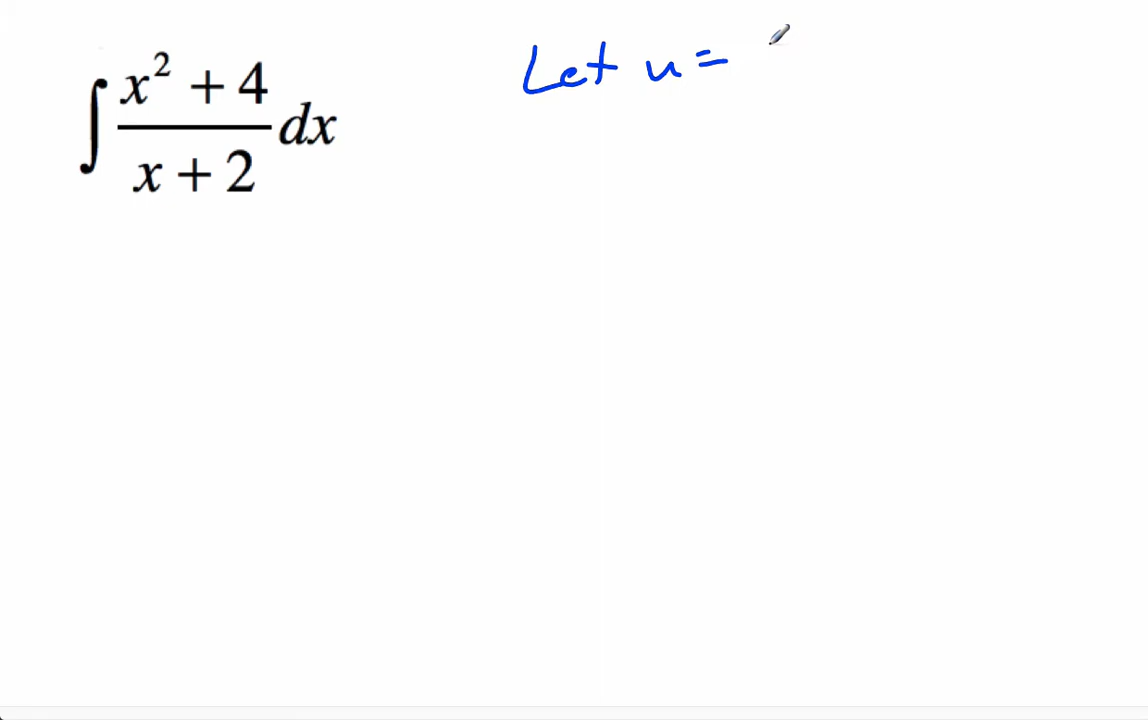 ∫ (x² + 4)/(x + 2) dx
Let u =